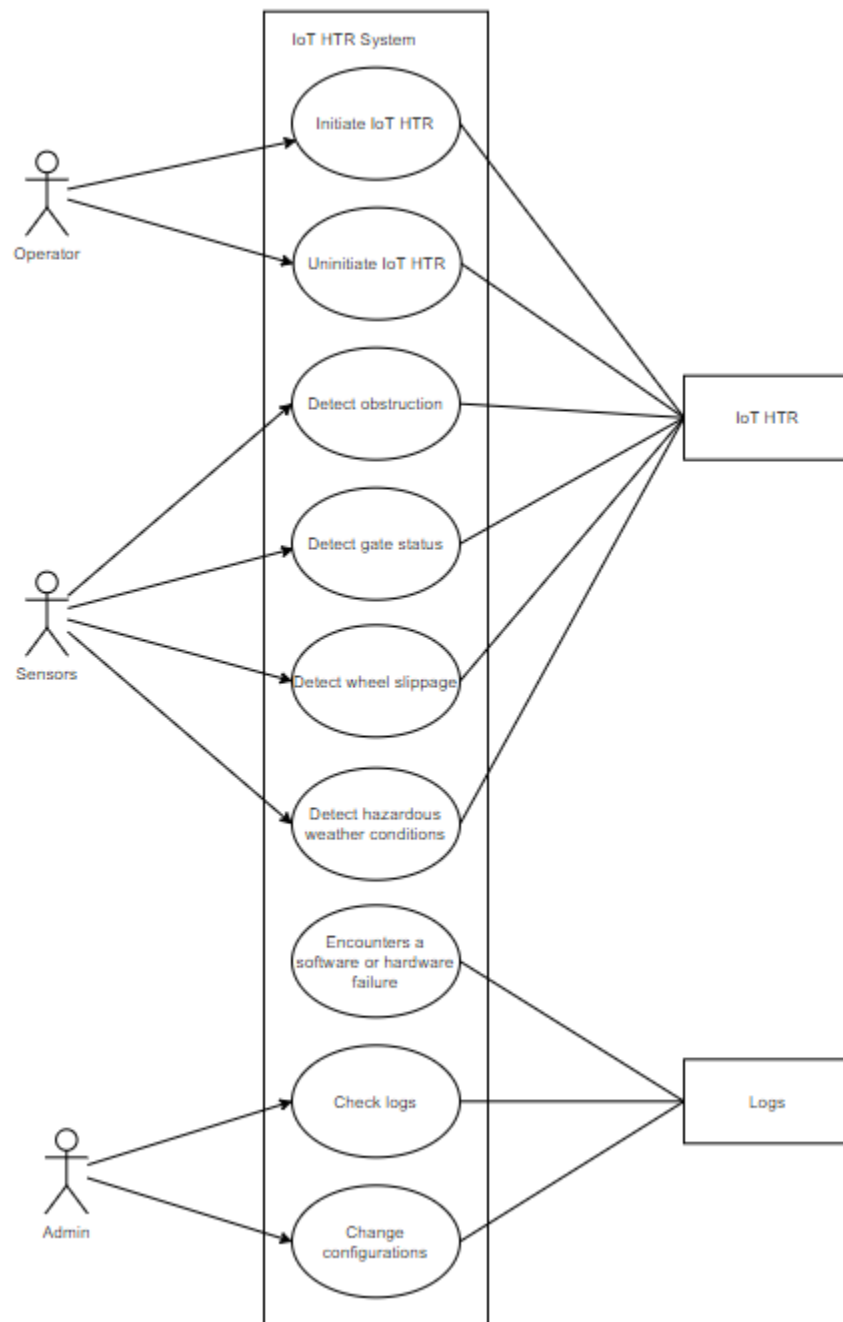 IoT HTR System
Initiate IoT HTR
Operator
Uninitiate IoT HTR
Detect obstruction
IoT HTR
Detect gate status
Sensors
Detect wheel slippage
Detect hazardous
weather conditions
Encounters a
software or hardware
failure
Check logs
Logs
Admin
Change
configurations